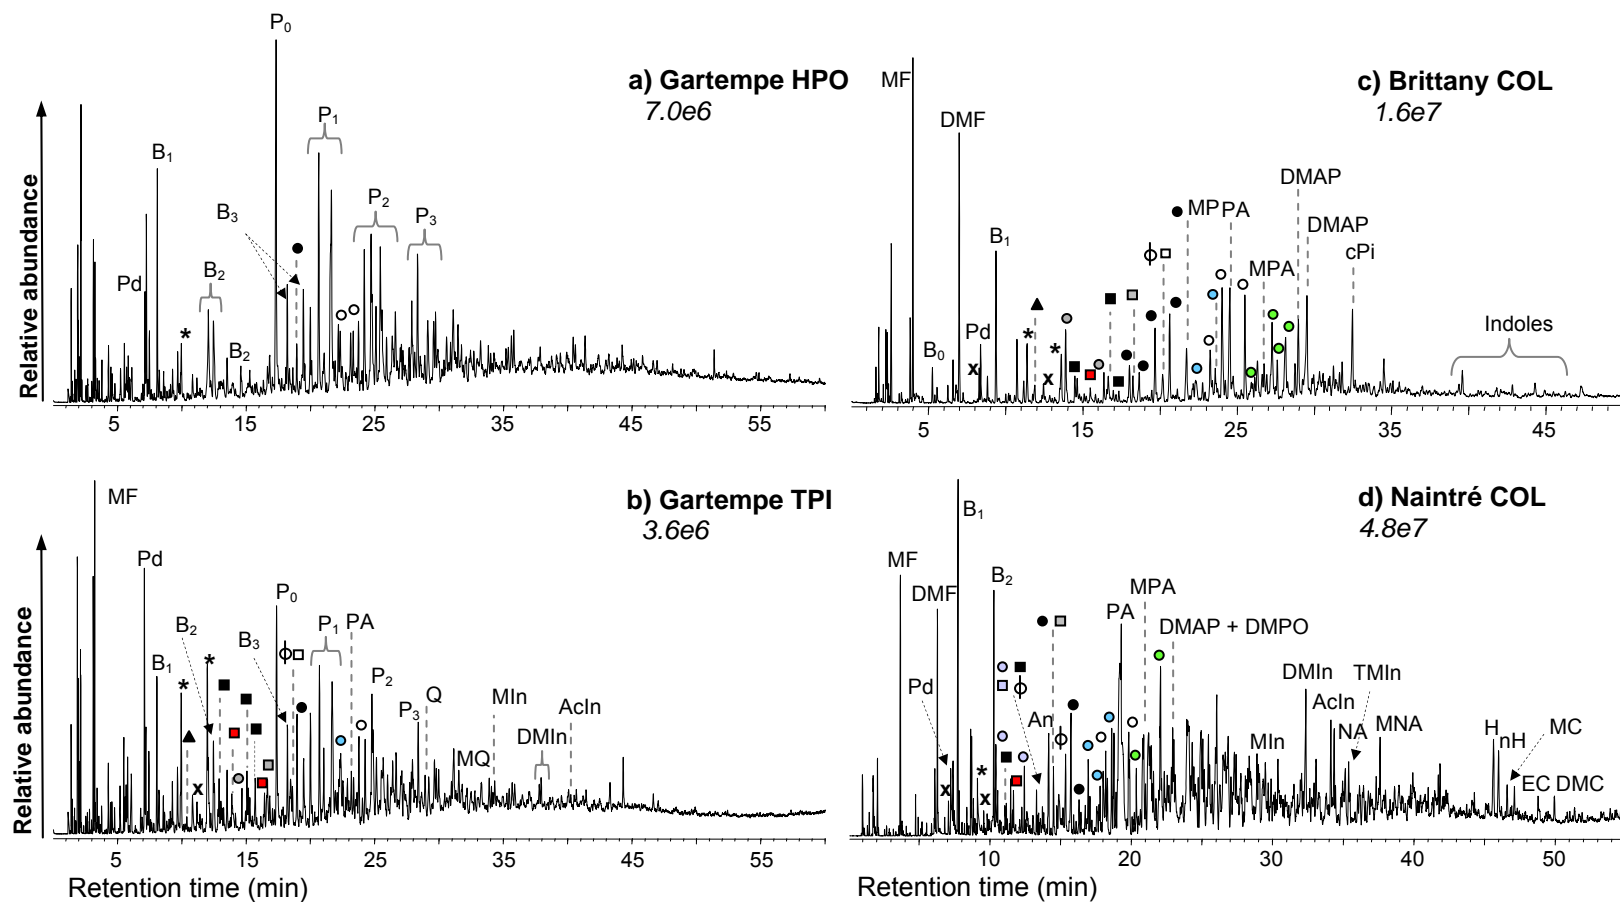 a) Gartempe HPO
7.0e6
Relative abundance
P₀
P₁
B₁
P₂
P₃
B₃
Pd
B₂
*
B₂
5 15 25 35 45 55
c) Brittany COL
1.6e7
MF
DMF
DMAP
MP PA
DMAP
B₁
cPi
MPA
Pd
Indoles
*
*
B₀
x
x
5 15 25 35 45
b) Gartempe TPI
3.6e6
Relative abundance
MF
Pd
P₀
B₂
P₁ PA
B₃
*
B₁
*
P₂
Q
MIn
P₃
AcIn
DMIn
MQ
x
5 15 25 35 45 55
Retention time (min)
d) Naintré COL
4.8e7
B₁
MF
B₂
MPA
DMF
PA
DMAP + DMPO
Pd
DMIn
TMIn
An
AcIn
NA
MNA
H
nH
MC
MIn
*
x
x
EC DMC
10 20 30 40 50
Retention time (min)